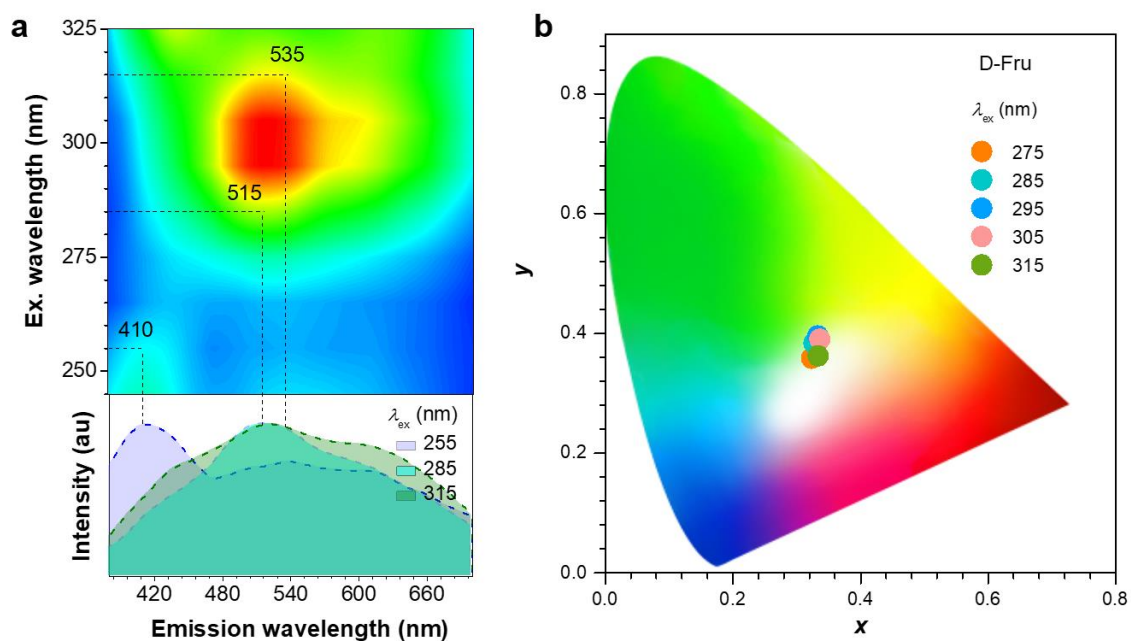 a
325
300
275
250
Ex. wavelength (nm)
535
515
410
Intensity (au)
λex (nm)
255
285
315
420 480 540 600 660
Emission wavelength (nm)
b
0.8
0.6
0.4
0.2
0.0
y
D-Fru
λex (nm)
275
285
295
305
315
0.0 0.2 0.4 0.6 0.8
x